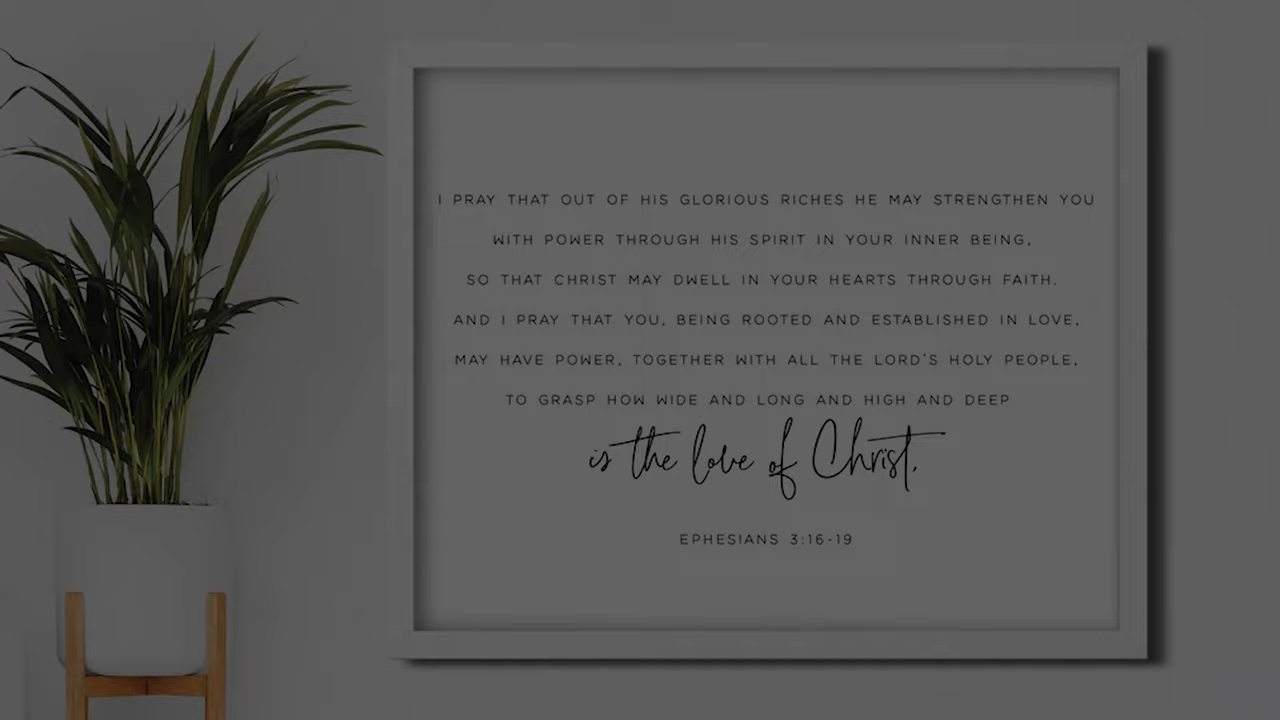 I PRAY THAT OUT OF HIS GLORIOUS RICHES HE MAY STRENGTHEN YOU
WITH POWER THROUGH HIS SPIRIT IN YOUR INNER BEING,
SO THAT CHRIST MAY DWELL IN YOUR HEARTS THROUGH FAITH.
AND I PRAY THAT YOU, BEING ROOTED AND ESTABLISHED IN LOVE,
MAY HAVE POWER, TOGETHER WITH ALL THE LORD'S HOLY PEOPLE,
TO GRASP HOW WIDE AND LONG AND HIGH AND DEEP
is the love of Christ,
EPHESIANS 3:16-19